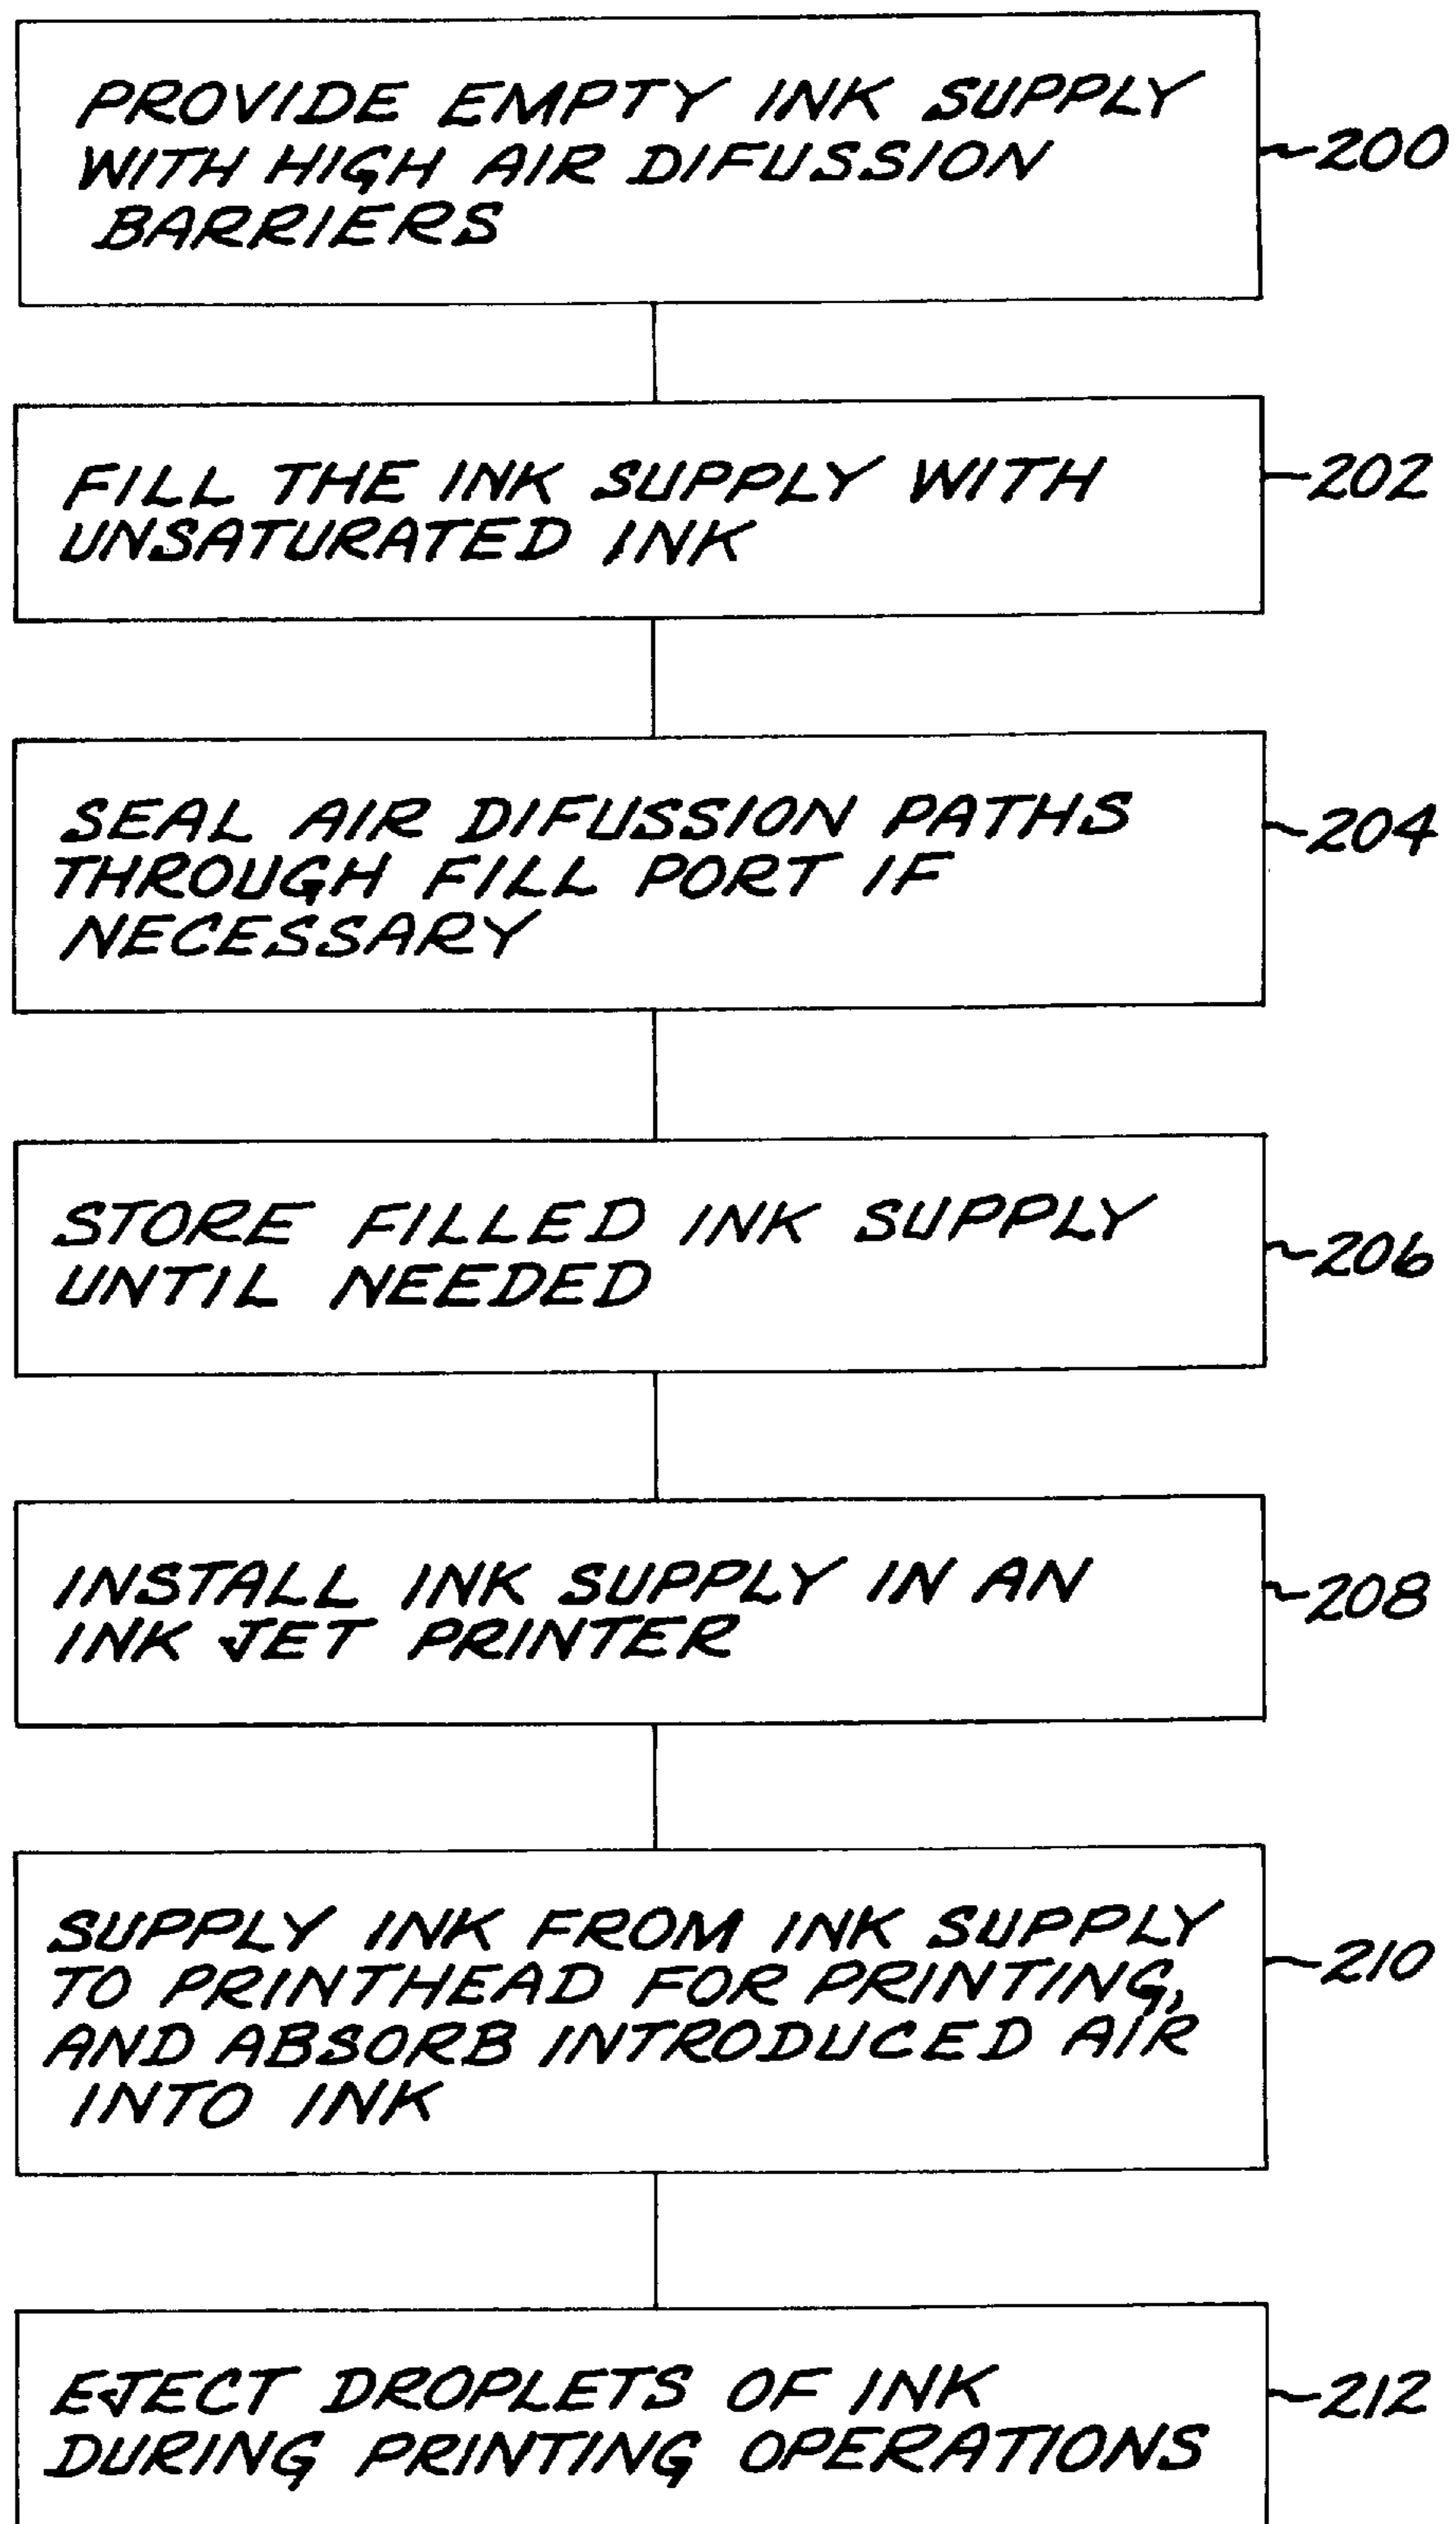 PROVIDE EMPTY INK SUPPLY
WITH HIGH AIR DIFUSSION
BARRIERS
200
FILL THE INK SUPPLY WITH
UNSATURATED INK
202
SEAL AIR DIFUSSION PATHS
THROUGH FILL PORT IF
NECESSARY
204
STORE FILLED INK SUPPLY
UNTIL NEEDED
206
INSTALL INK SUPPLY IN AN
INK JET PRINTER
208
SUPPLY INK FROM INK SUPPLY
TO PRINTHEAD FOR PRINTING,
AND ABSORB INTRODUCED AIR
INTO INK
210
EJECT DROPLETS OF INK
DURING PRINTING OPERATIONS
212